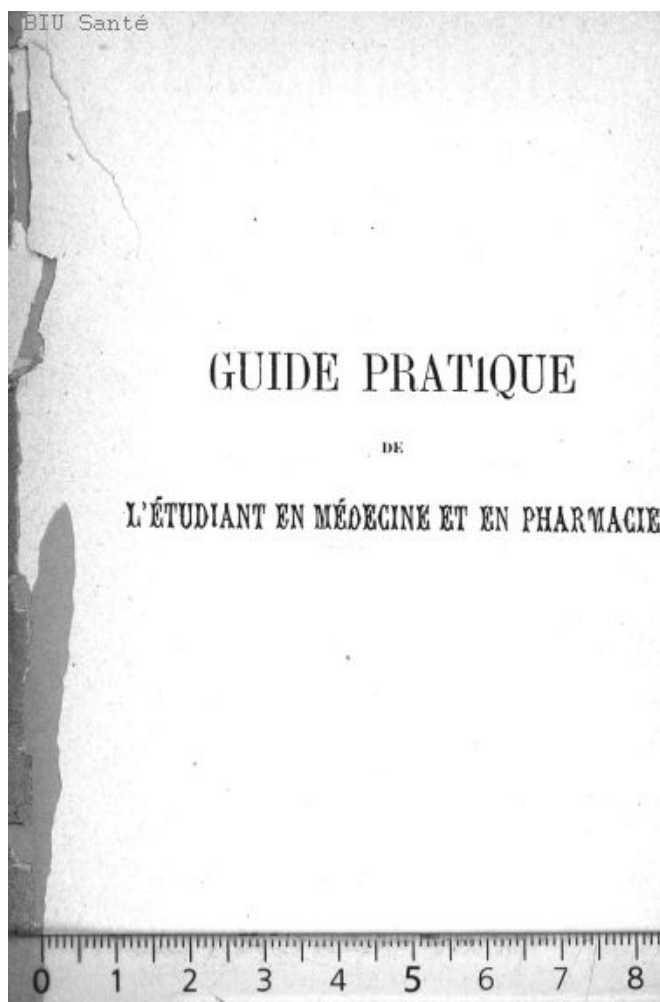 BIU Santé
GUIDE PRATIQUE
DE
L'ÉTUDIANT EN MÉDECINE ET EN PHARMACIE
0 1 2 3 4 5 6 7 8